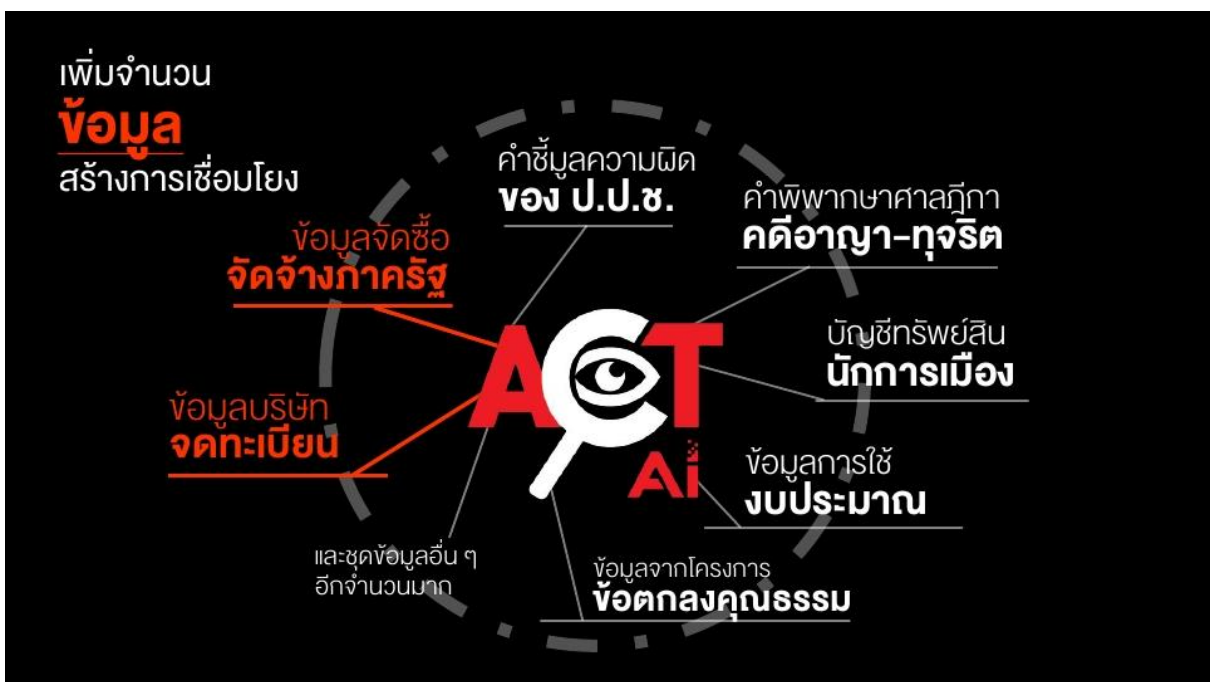 เพิ่มจำนวน
ข้อมูล
สร้างการเชื่อมโยง
คำชี้มูลความผิด
ของ ป.ป.ช.
คำพิพากษาศาลฎีกา
คดีอาญา-ทุจริต
ข้อมูลจัดซื้อ
จัดจ้างภาครัฐ
บัญชีทรัพย์สิน
นักการเมือง
ACT
Ai
ข้อมูลบริษัท
จดทะเบียน
ข้อมูลการใช้
งบประมาณ
และชุดข้อมูลอื่น ๆ
อีกจำนวนมาก
ข้อมูลจากโครงการ
ข้อตกลงคุณธรรม